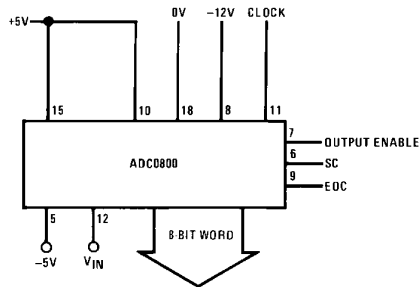 +5V 0V −12V CLOCK
15 10 18 8 11
7 OUTPUT ENABLE
ADC0800
6 SC
9 EOC
5 12
−5V VIN 8-BIT WORD